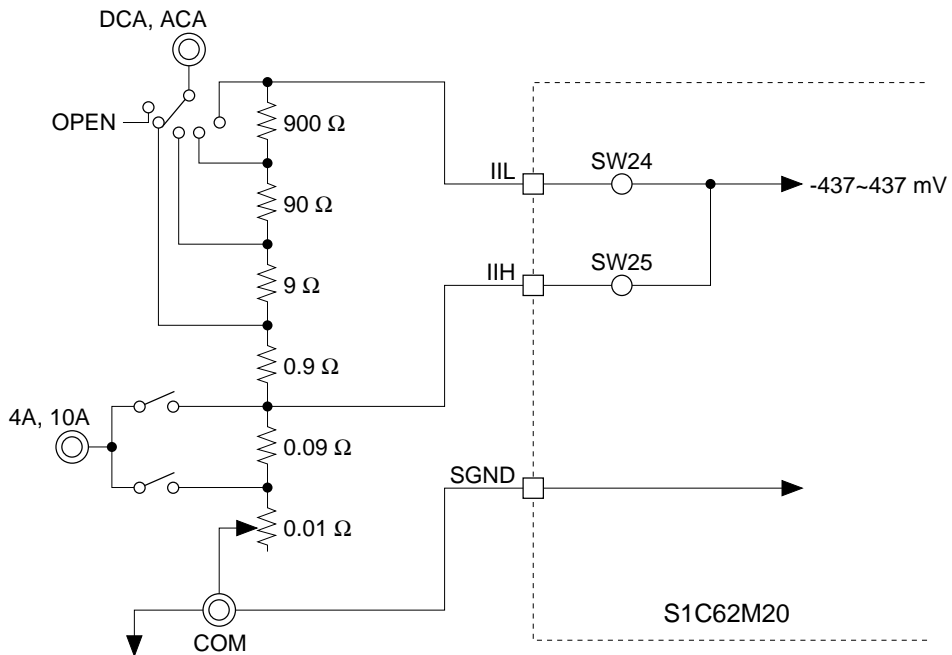 DCA, ACA
OPEN
900 Ω
IIL
SW24
-437~437 mV
90 Ω
IIH
SW25
9 Ω
0.9 Ω
4A, 10A
0.09 Ω
SGND
0.01 Ω
COM
S1C62M20